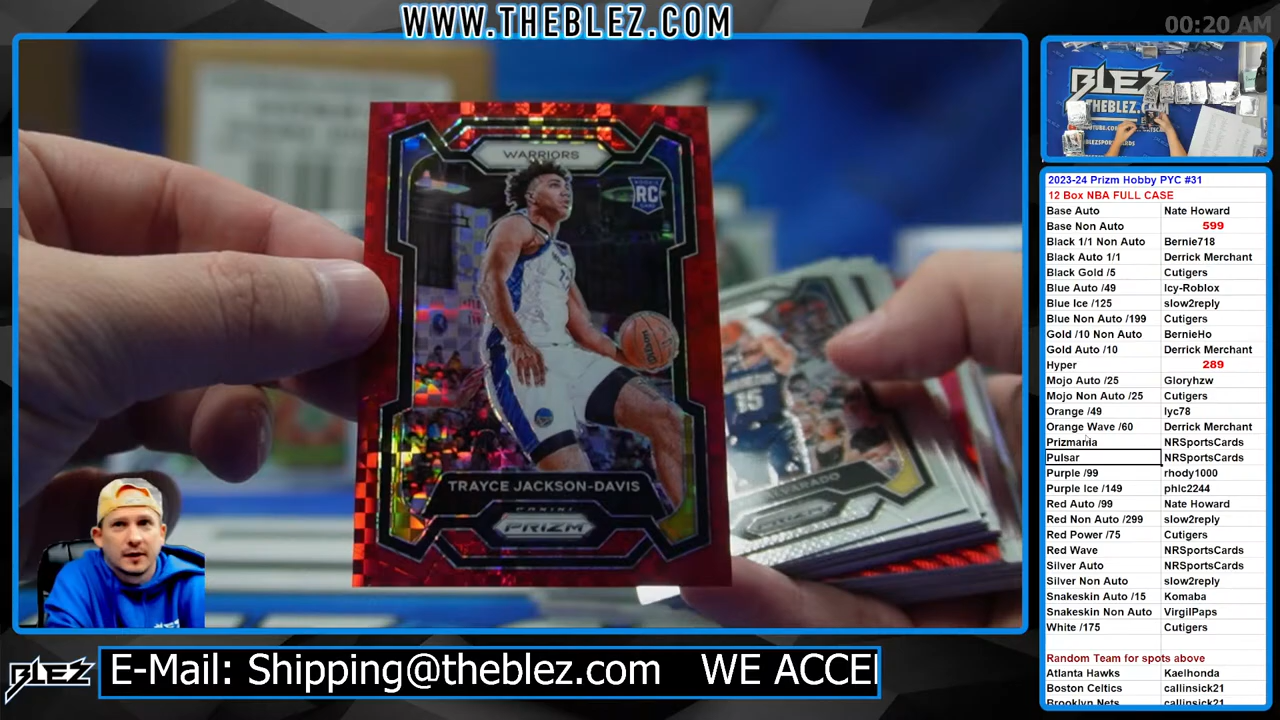 WWW.THEBLEZ.COM
00:20 AM
WARRIORS
RC
TRAYCE JACKSON-DAVIS
PANINI
PRIZM
15
ALVARADO
BLEZ
THEBLEZ.COM
2023-24 Prizm Hobby PYC #31
12 Box NBA FULL CASE
Base Auto Nate Howard
Base Non Auto 599
Black 1/1 Non Auto Bernie718
Black Auto 1/1 Derrick Merchant
Black Gold /5 Cutigers
Blue Auto /49 Icy-Roblox
Blue Ice /125 slow2reply
Blue Non Auto /199 Cutigers
Gold /10 Non Auto BernieHo
Gold Auto /10 Derrick Merchant
Hyper 289
Mojo Auto /25 Gloryhzw
Mojo Non Auto /25 Cutigers
Orange /49 lyc78
Orange Wave /60 Derrick Merchant
Prizmania NRSportsCards
Pulsar NRSportsCards
Purple /99 rhody1000
Purple Ice /149 phlc2244
Red Auto /99 Nate Howard
Red Non Auto /299 slow2reply
Red Power /75 Cutigers
Red Wave NRSportsCards
Silver Auto NRSportsCards
Silver Non Auto slow2reply
Snakeskin Auto /15 Komaba
Snakeskin Non Auto VirgilPaps
White /175 Cutigers
Random Team for spots above
Atlanta Hawks Kaelhonda
Boston Celtics callinsick21
Brooklyn Nets callinsick21
BLEZ E-Mail: Shipping@theblez.com WE ACCE